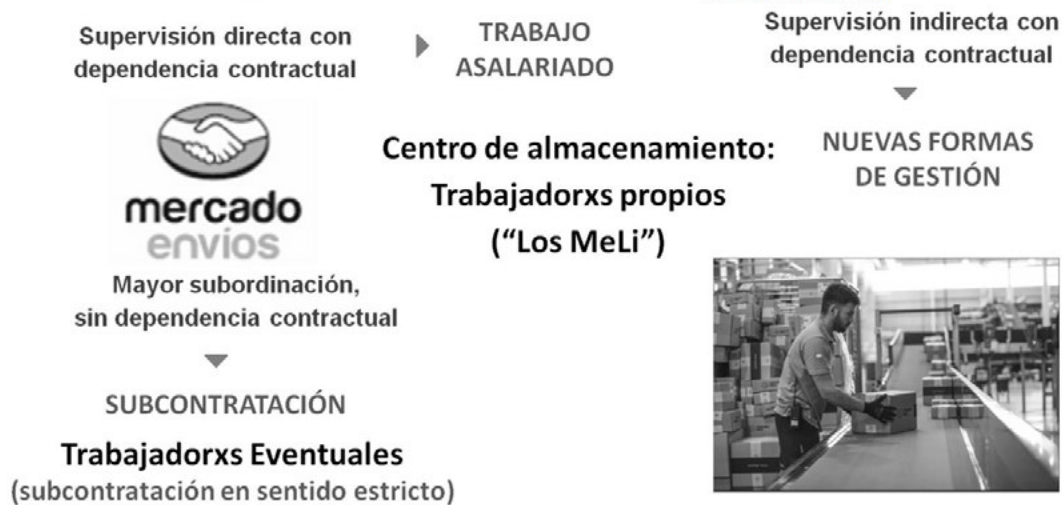 Supervisión directa con
dependencia contractual
TRABAJO
ASALARIADO
Supervisión indirecta con
dependencia contractual
mercado
envios
Centro de almacenamiento:
Trabajadorxs propios
(“Los MeLi”)
NUEVAS FORMAS
DE GESTIÓN
Mayor subordinación,
sin dependencia contractual
SUBCONTRATACIÓN
Trabajadorxs Eventuales
(subcontratación en sentido estricto)